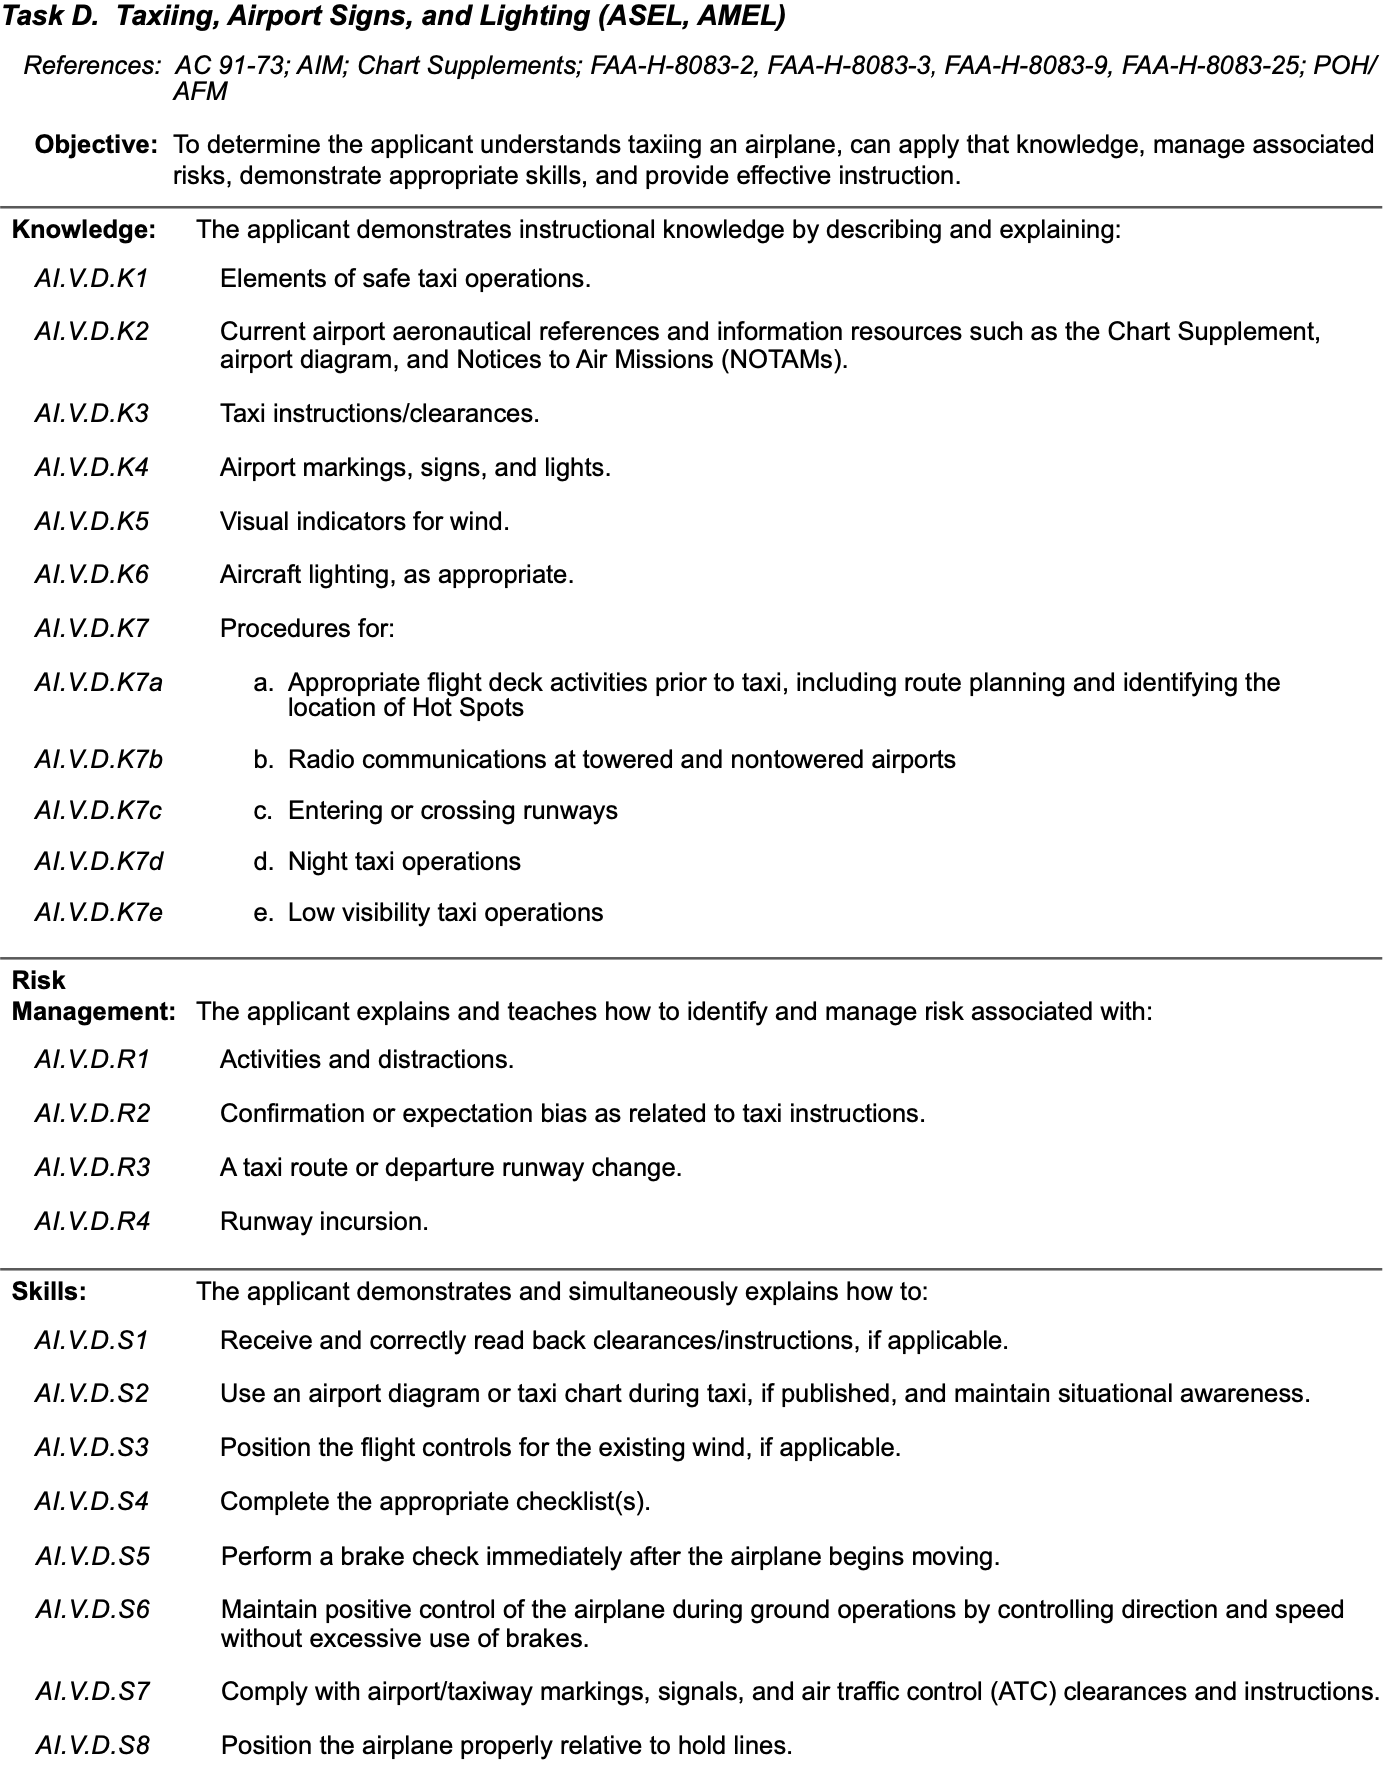 Task D. Taxiing, Airport Signs, and Lighting (ASEL, AMEL)
References: AC 91-73; AIM; Chart Supplements; FAA-H-8083-2, FAA-H-8083-3, FAA-H-8083-9, FAA-H-8083-25; POH/
AFM
Objective: To determine the applicant understands taxiing an airplane, can apply that knowledge, manage associated
risks, demonstrate appropriate skills, and provide effective instruction.
Knowledge: The applicant demonstrates instructional knowledge by describing and explaining:
AI.V.D.K1 Elements of safe taxi operations.
AI.V.D.K2 Current airport aeronautical references and information resources such as the Chart Supplement,
airport diagram, and Notices to Air Missions (NOTAMs).
AI.V.D.K3 Taxi instructions/clearances.
AI.V.D.K4 Airport markings, signs, and lights.
AI.V.D.K5 Visual indicators for wind.
AI.V.D.K6 Aircraft lighting, as appropriate.
AI.V.D.K7 Procedures for:
AI.V.D.K7a a. Appropriate flight deck activities prior to taxi, including route planning and identifying the
location of Hot Spots
AI.V.D.K7b b. Radio communications at towered and nontowered airports
AI.V.D.K7c c. Entering or crossing runways
AI.V.D.K7d d. Night taxi operations
AI.V.D.K7e e. Low visibility taxi operations
Risk
Management: The applicant explains and teaches how to identify and manage risk associated with:
AI.V.D.R1 Activities and distractions.
AI.V.D.R2 Confirmation or expectation bias as related to taxi instructions.
AI.V.D.R3 A taxi route or departure runway change.
AI.V.D.R4 Runway incursion.
Skills: The applicant demonstrates and simultaneously explains how to:
AI.V.D.S1 Receive and correctly read back clearances/instructions, if applicable.
AI.V.D.S2 Use an airport diagram or taxi chart during taxi, if published, and maintain situational awareness.
AI.V.D.S3 Position the flight controls for the existing wind, if applicable.
AI.V.D.S4 Complete the appropriate checklist(s).
AI.V.D.S5 Perform a brake check immediately after the airplane begins moving.
AI.V.D.S6 Maintain positive control of the airplane during ground operations by controlling direction and speed
without excessive use of brakes.
AI.V.D.S7 Comply with airport/taxiway markings, signals, and air traffic control (ATC) clearances and instructions.
AI.V.D.S8 Position the airplane properly relative to hold lines.